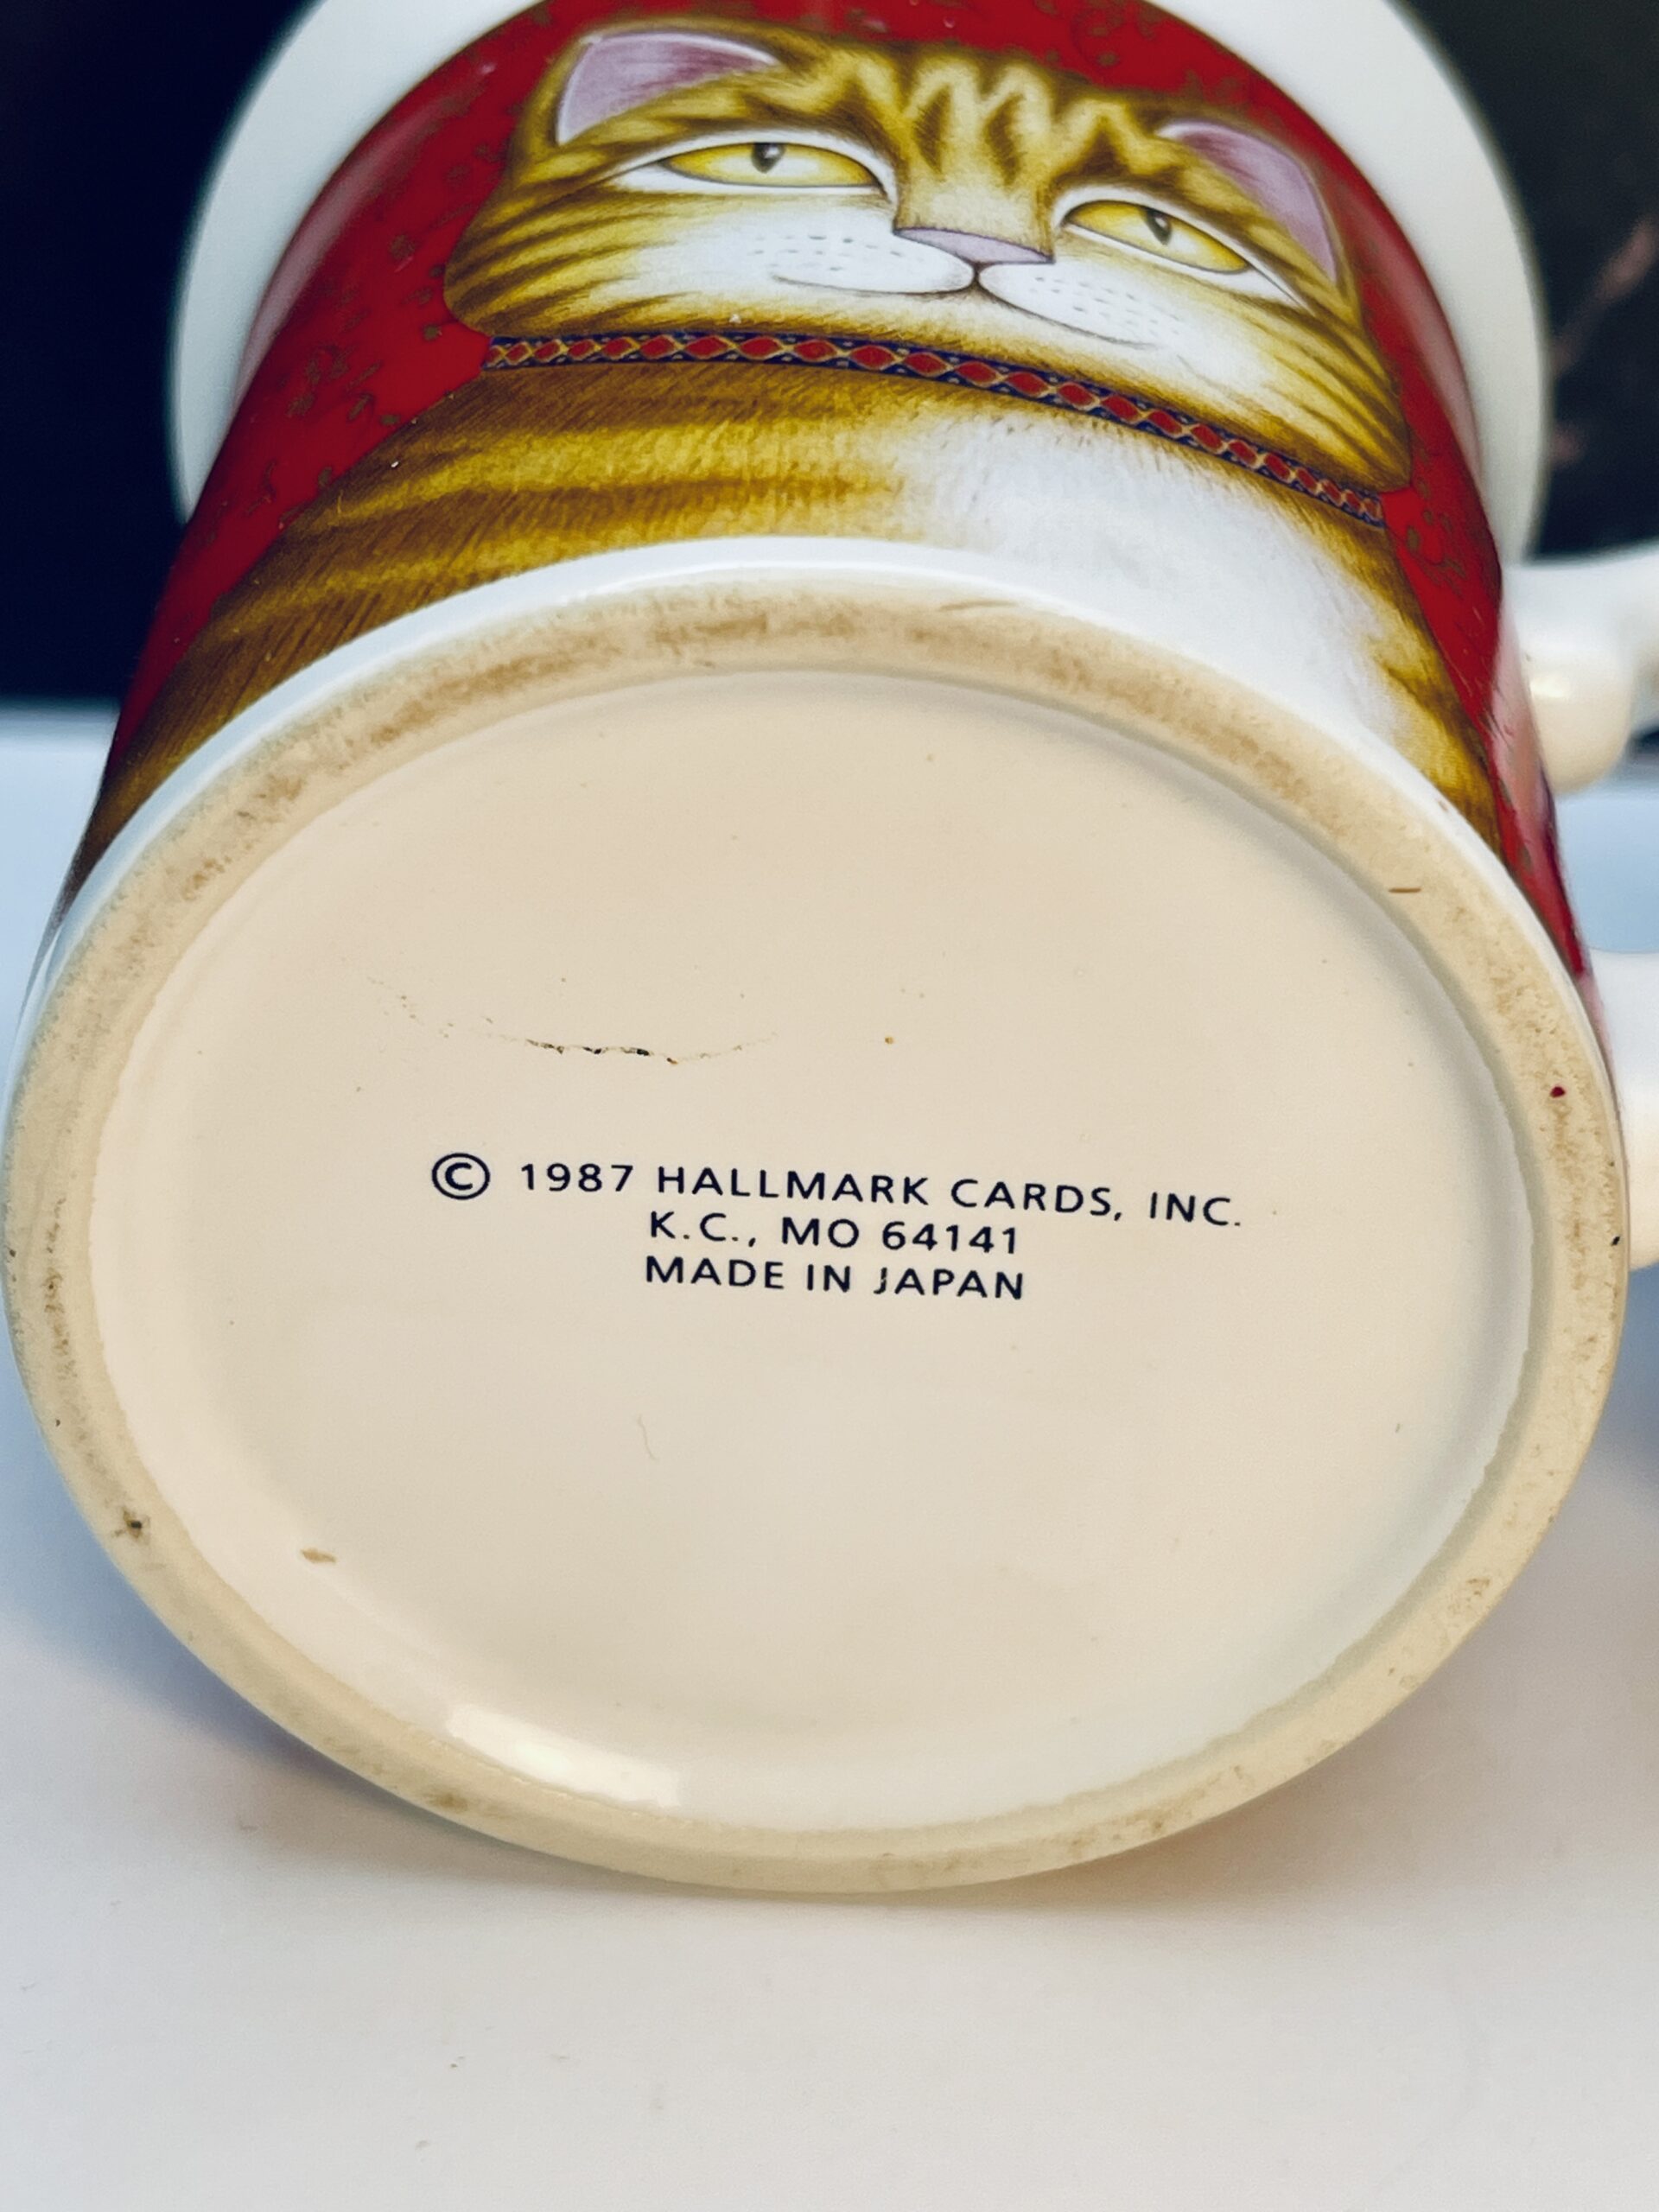 © 1987 HALLMARK CARDS, INC.
K.C., MO 64141
MADE IN JAPAN